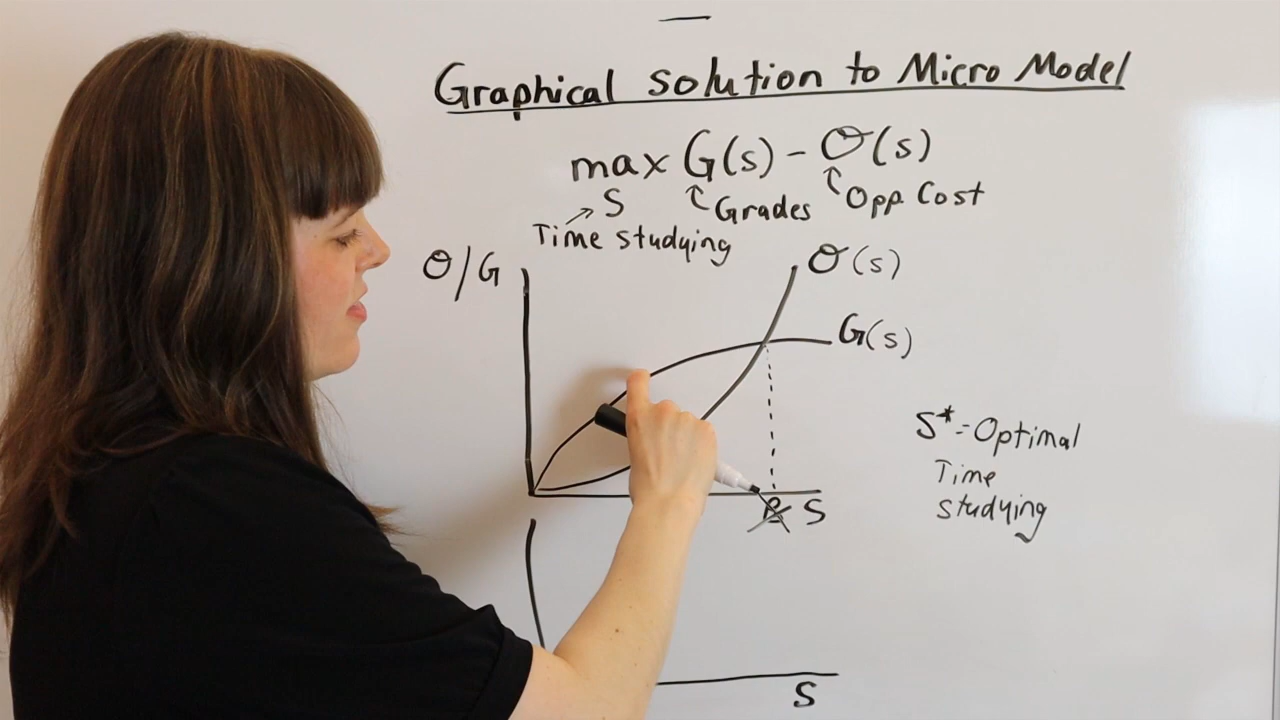 Graphical solution to Micro Model
max G(s) - O(s)
S
Grades
Opp Cost
Time studying
O/G
O(s)
G(s)
S* = Optimal
Time
studying
S
S